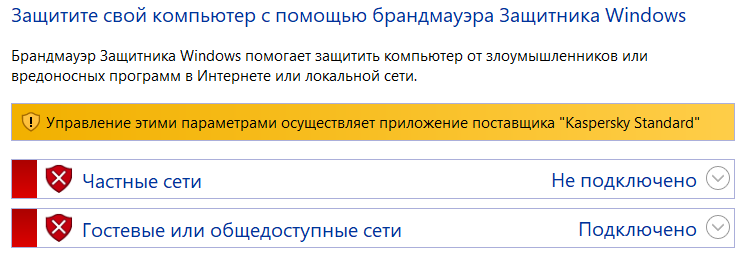 Защитите свой компьютер с помощью брандмауэра Защитника Windows
Брандмауэр Защитника Windows помогает защитить компьютер от злоумышленников или
вредоносных программ в Интернете или локальной сети.
Управление этими параметрами осуществляет приложение поставщика "Kaspersky Standard"
Частные сети Не подключено
Гостевые или общедоступные сети Подключено